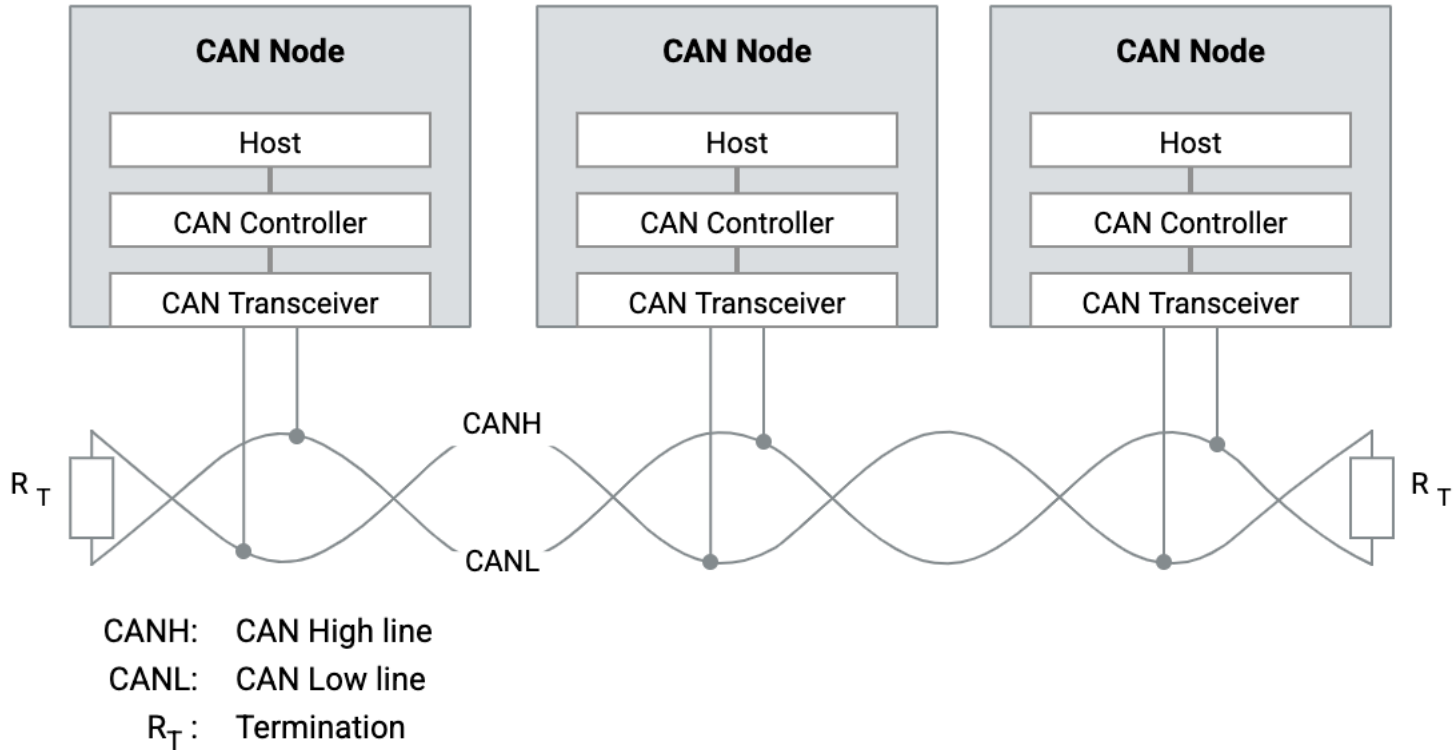 CAN Node
Host
CAN Controller
CAN Transceiver
CAN Node
Host
CAN Controller
CAN Transceiver
CAN Node
Host
CAN Controller
CAN Transceiver
CANH
R T
R T
CANL
CANH: CAN High line
CANL: CAN Low line
RT : Termination